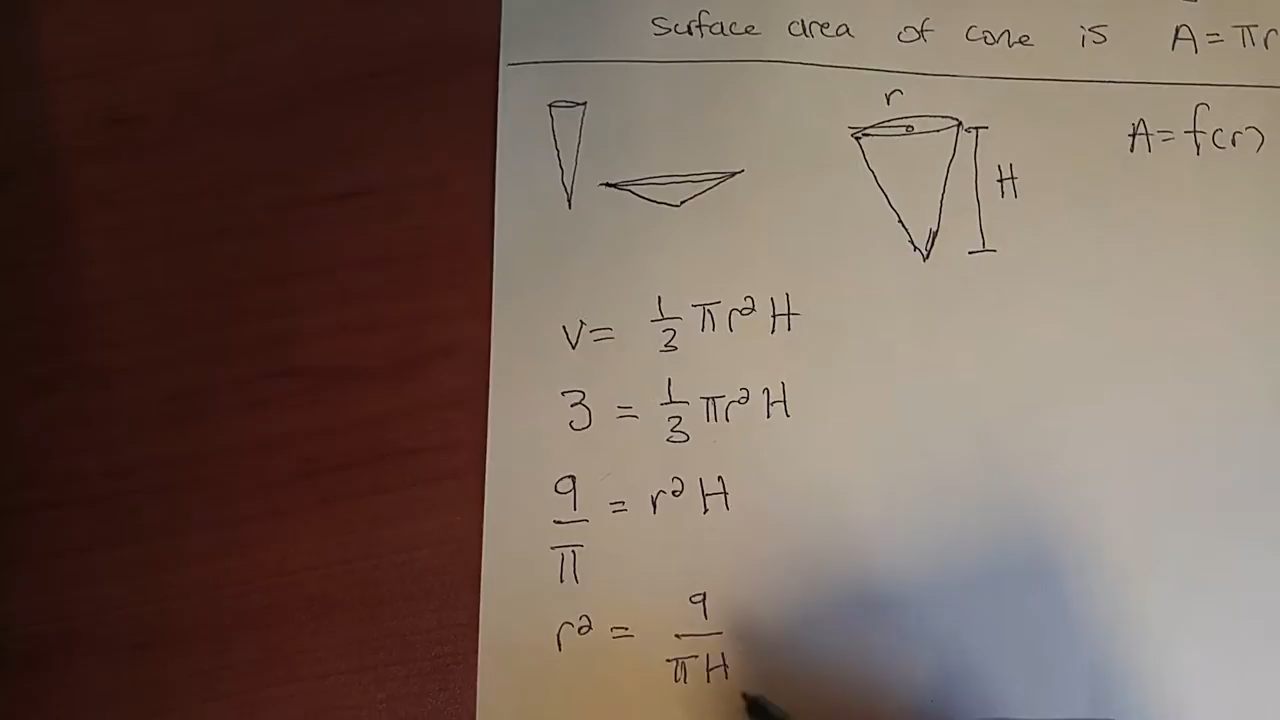 surface area of cone is A = πr
r
A = f(r)
H
V = 1/3 πr² H
3 = 1/3 πr² H
9/π = r² H
r² = 9/πH